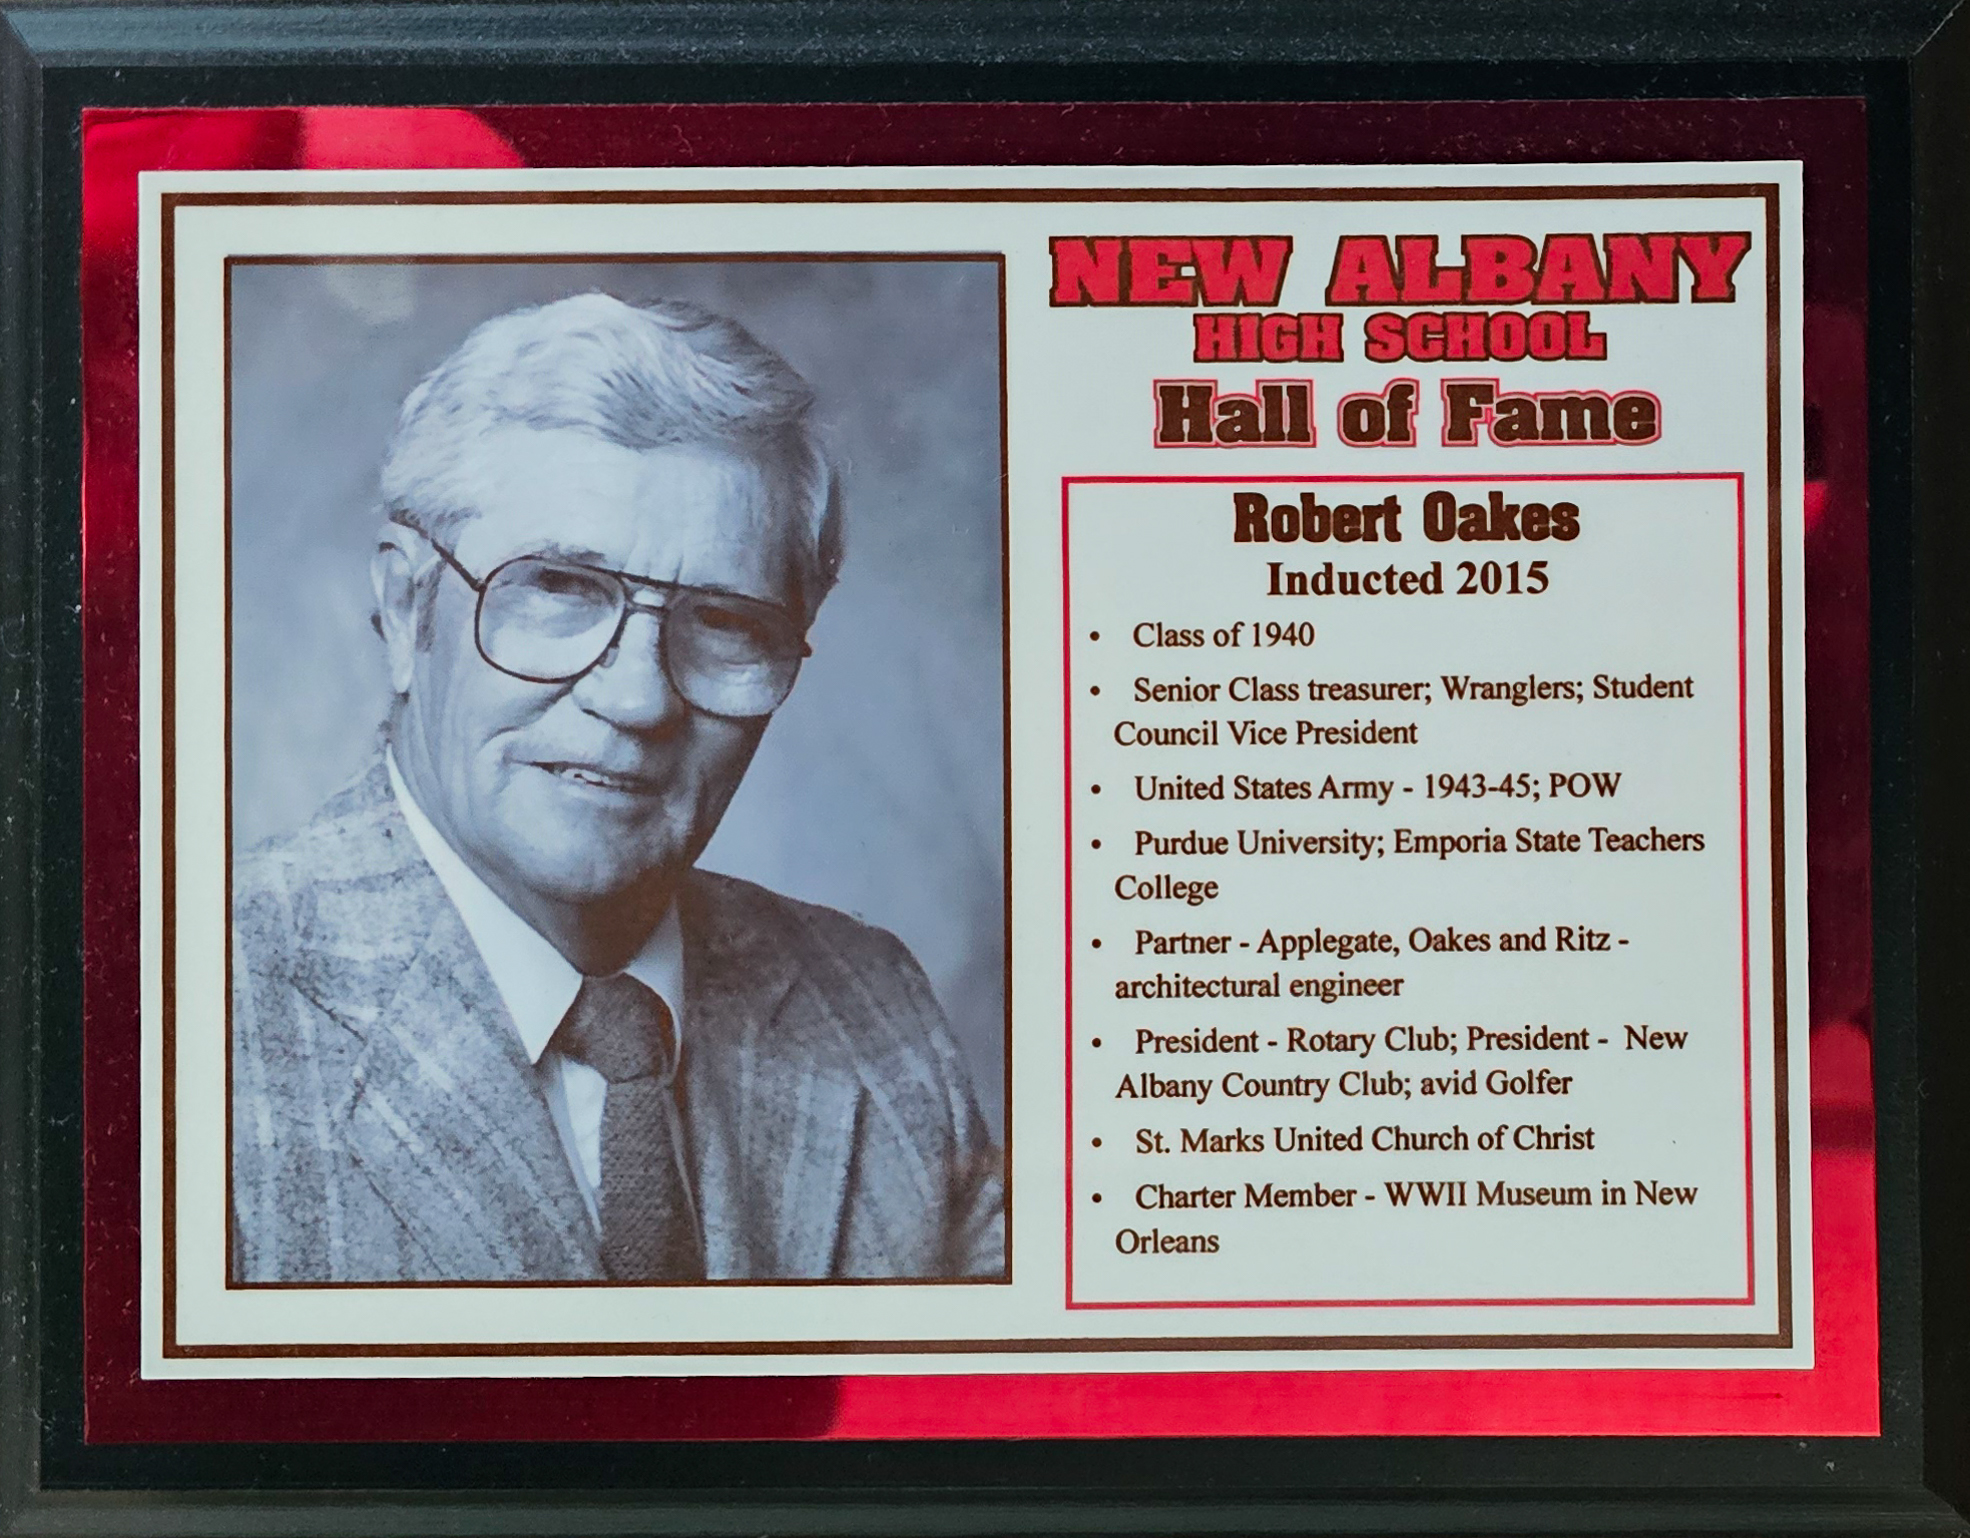 NEW ALBANY
HIGH SCHOOL
Hall of Fame
Robert Oakes
Inducted 2015
• Class of 1940
• Senior Class treasurer; Wranglers; Student
Council Vice President
• United States Army - 1943-45; POW
• Purdue University; Emporia State Teachers
College
• Partner - Applegate, Oakes and Ritz -
architectural engineer
• President - Rotary Club; President - New
Albany Country Club; avid Golfer
• St. Marks United Church of Christ
• Charter Member - WWII Museum in New
Orleans